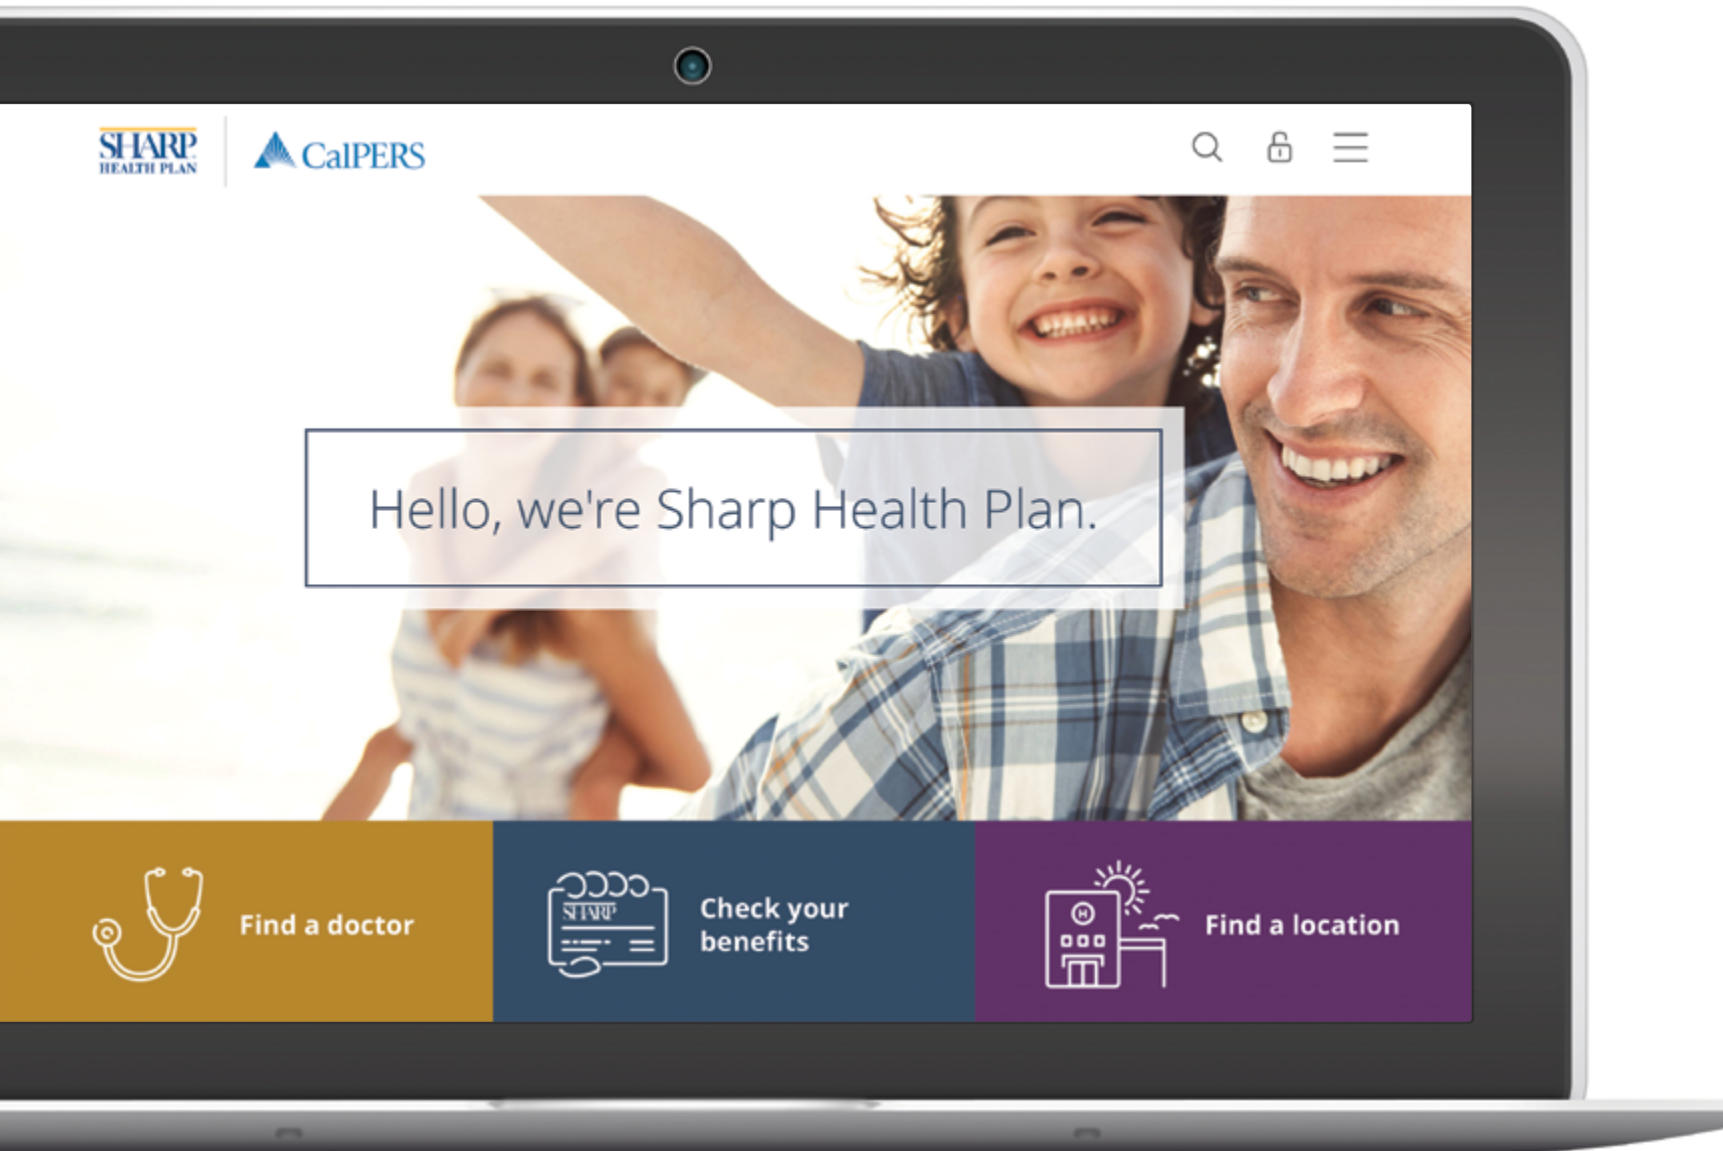 SHARP
HEALTH PLAN
CalPERS
Hello, we're Sharp Health Plan.
Find a doctor
SHARP
Check your
benefits
H
Find a location